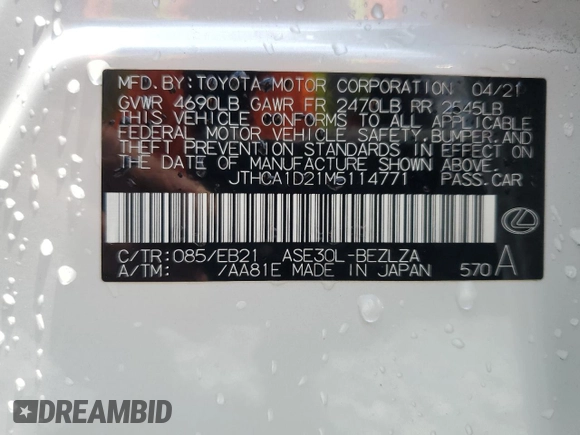 MFD. BY: TOYOTA MOTOR CORPORATION 04/21
GVWR 4690LB GAWR FR 2470LB RR 2545LB
THIS VEHICLE CONFORMS TO ALL APPLICABLE
FEDERAL MOTOR VEHICLE SAFETY, BUMPER, AND
THEFT PREVENTION STANDARDS IN EFFECT ON
THE DATE OF MANUFACTURE SHOWN ABOVE.
JTHCA1D21M5114771 PASS. CAR
C/TR: 085/EB21 ASE30L-BEZLZA
A/TM: /AA81E MADE IN JAPAN 570 A
DREAMBID